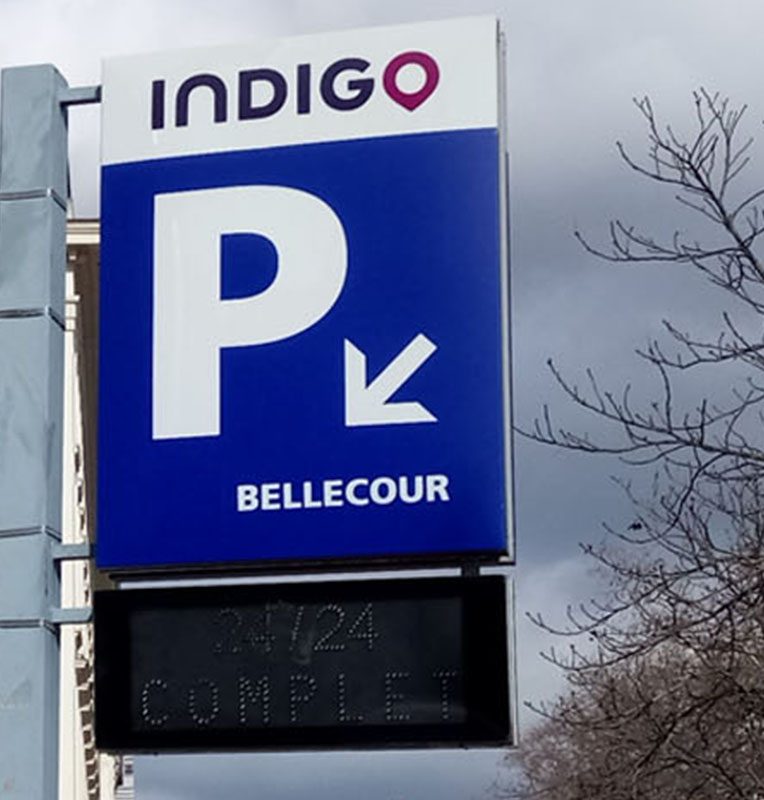 INDIGO
P
BELLECOUR
24/24
COMPLET